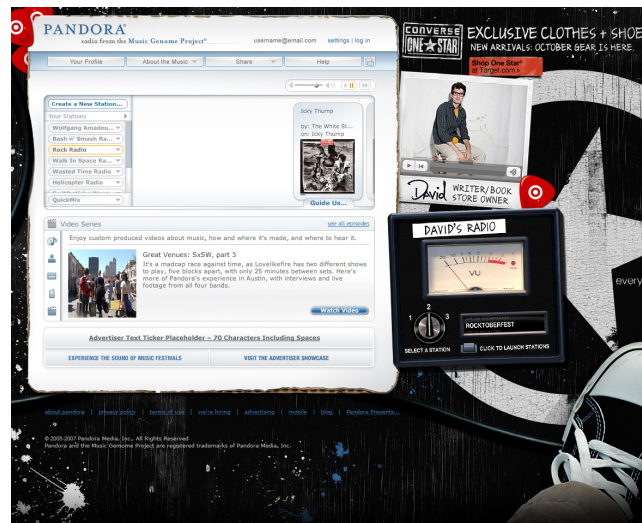 PANDORA®
radio from the Music Genome Project®
username@email.com settings | log in
Your Profile
About the Music
Share
Help
Create a New Station...
Your Stations
Wolfgang Amadeu...
Bash n' Smash Ra...
Rock Radio
Walk In Space Ra...
Wasted Time Radio
Helicopter Radio
QuickMix
Icky Thump
by: The White St...
on: Icky Thump
Guide Us...
Video Series
see all episodes
Enjoy custom produced videos about music, how and where it's made, and where to hear it.
Great Venues: SxSW, part 3
It's a madcap race against time, as Lovelikefire has two different shows
to play, five blocks apart, with only 25 minutes between sets. Here's
more of Pandora's experience in Austin, with interviews and live
footage from all four bands.
Watch Video
Advertiser Text Ticker Placeholder – 70 Characters Including Spaces
EXPERIENCE THE SOUND OF MUSIC FESTIVALS
VISIT THE ADVERTISER SHOWCASE
about pandora | privacy policy | terms of use | we're hiring | advertising | mobile | blog | Pandora Presents...
© 2005-2007 Pandora Media, Inc., All Rights Reserved
Pandora and the Music Genome Project are registered trademarks of Pandora Media, Inc.
CONVERSE
ONE★STAR
EXCLUSIVE CLOTHES + SHOE
NEW ARRIVALS: OCTOBER GEAR IS HERE.
Shop One Star®
at Target.com
David WRITER/BOOK
STORE OWNER
DAVID'S RADIO
VU
1 2 3
ROCKTOBERFEST
SELECT A STATION
CLICK TO LAUNCH STATIONS
every